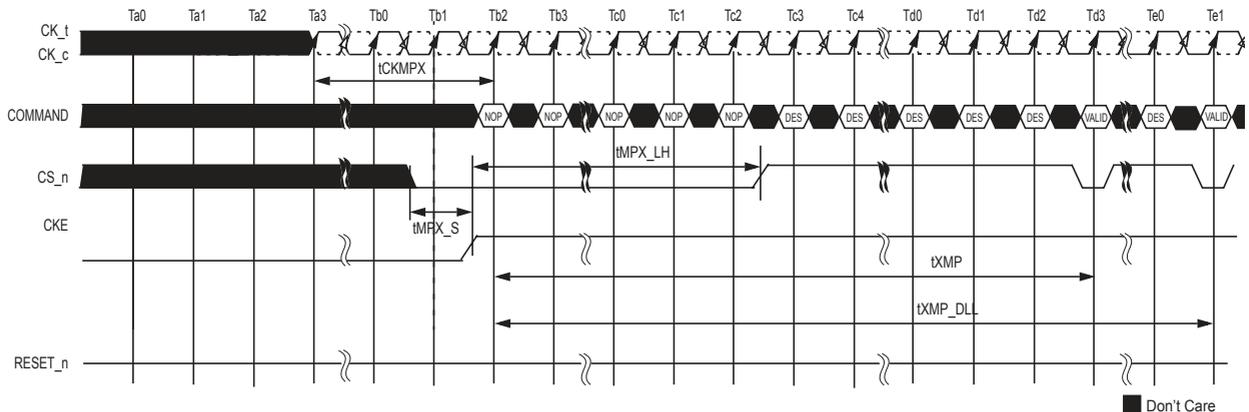 Ta0 Ta1 Ta2 Ta3 Tb0 Tb1 Tb2 Tb3 Tc0 Tc1 Tc2 Tc3 Tc4 Td0 Td1 Td2 Td3 Te0 Te1
CK_t
CK_c
tCKMPX
COMMAND NOP NOP NOP NOP NOP DES DES DES DES DES VALID DES VALID
tMPX_LH
CS_n
tMPX_S
CKE
tXMP
tXMP_DLL
RESET_n
Don't Care